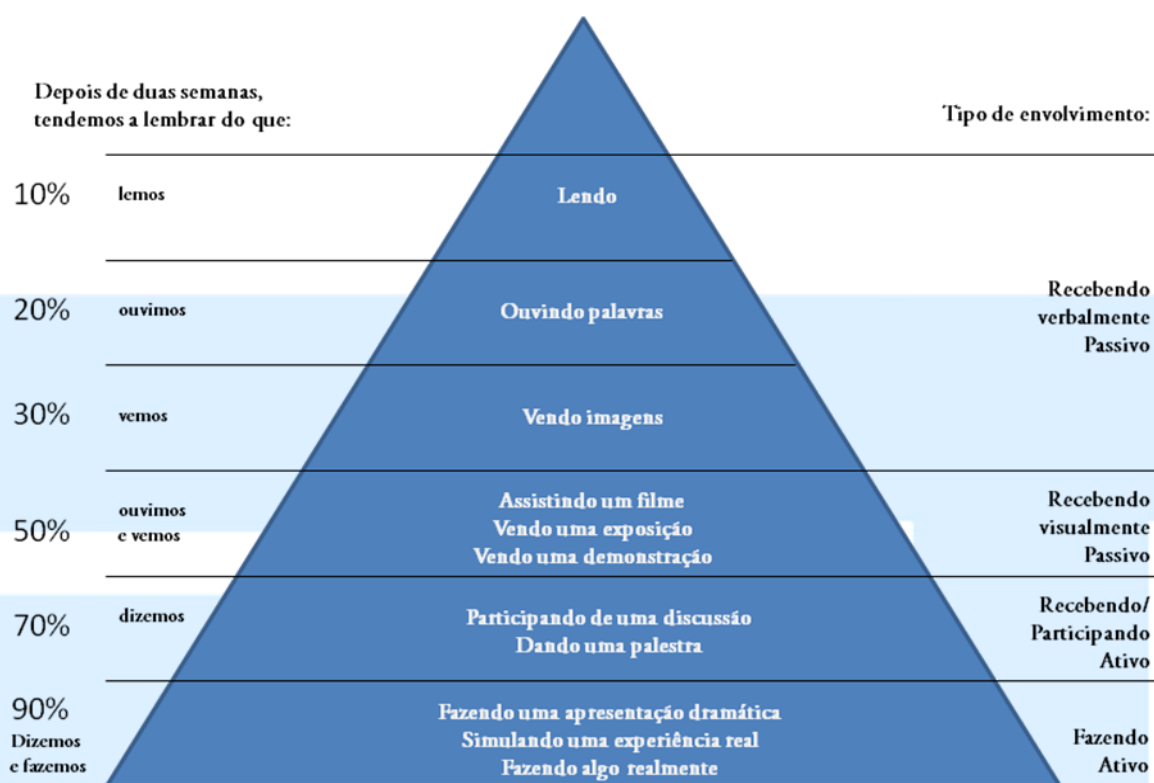 Depois de duas semanas,
tendemos a lembrar do que:
Tipo de envolvimento:
10%
lemos
Lendo
20%
ouvimos
Ouvindo palavras
Recebendo
verbalmente
Passivo
30%
vemos
Vendo imagens
50%
ouvimos
e vemos
Assistindo um filme
Vendo uma exposição
Vendo uma demonstração
Recebendo
visualmente
Passivo
70%
dizemos
Participando de uma discussão
Dando uma palestra
Recebendo/
Participando
Ativo
90%
Dizemos
e fazemos
Fazendo uma apresentação dramática
Simulando uma experiência real
Fazendo algo realmente
Fazendo
Ativo